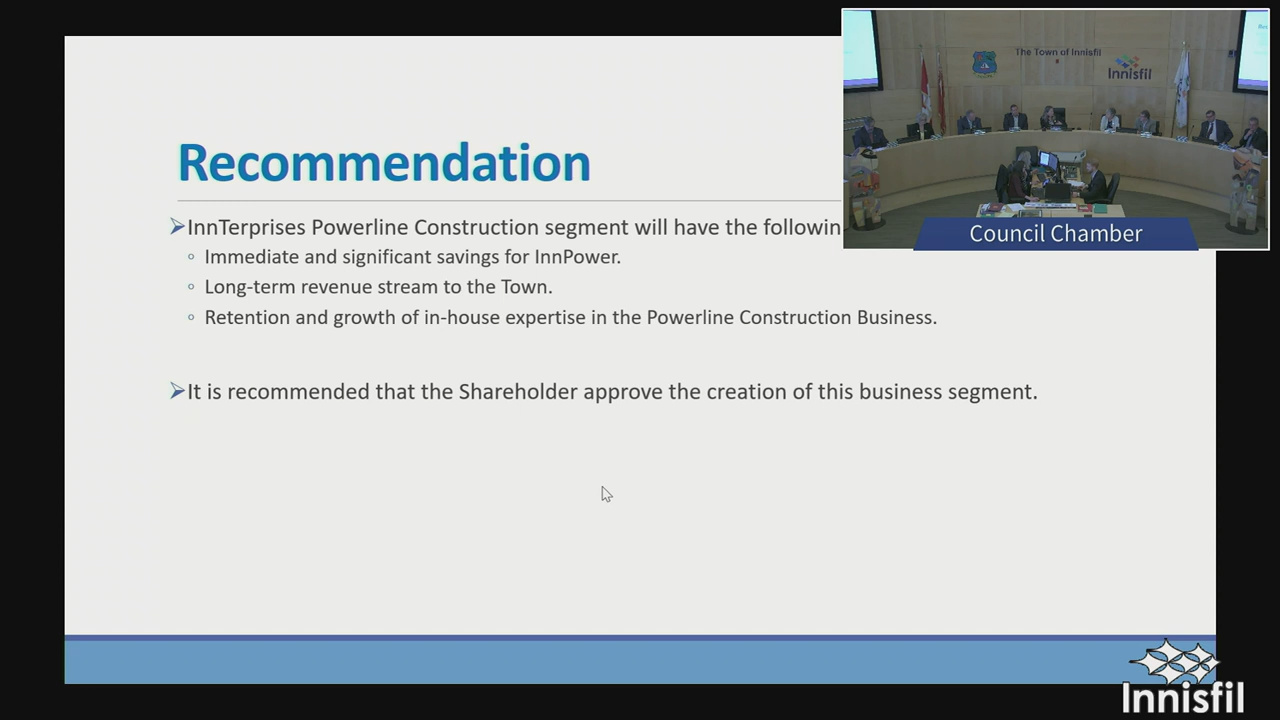 The Town of Innisfil
Innisfil
Council Chamber
Recommendation
InnTerprises Powerline Construction segment will have the followin
Immediate and significant savings for InnPower.
Long-term revenue stream to the Town.
Retention and growth of in-house expertise in the Powerline Construction Business.
It is recommended that the Shareholder approve the creation of this business segment.
Innisfil